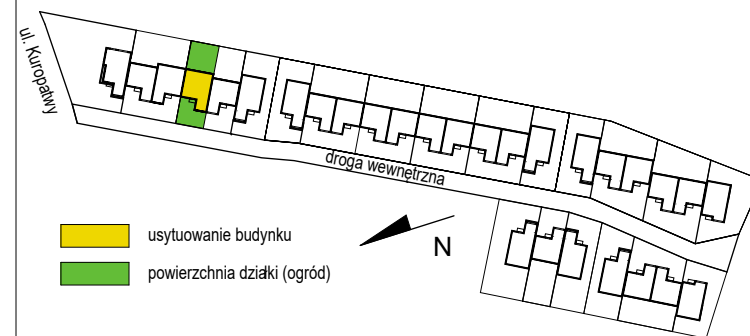 ul. Kuropatwy
droga wewnętrzna
usytuowanie budynku
N
powierzchnia działki (ogród)